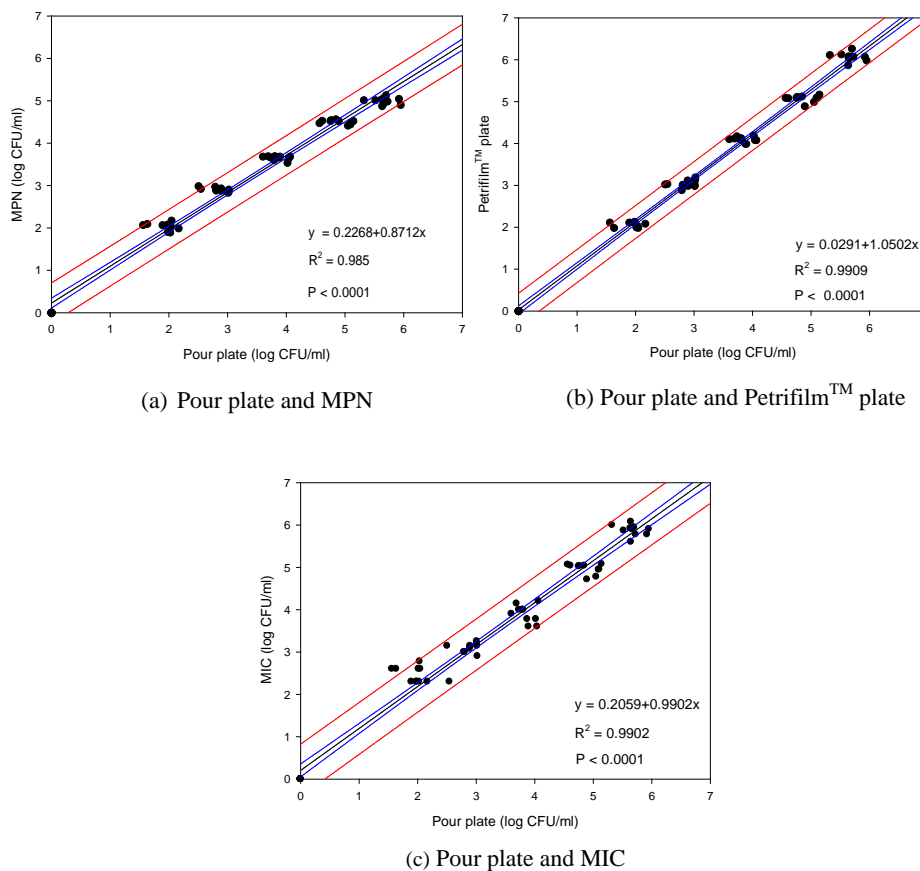 7
6
5
4
3
2
1
0
MPN (log CFU/ml)
y = 0.2268+0.8712x
R² = 0.985
P < 0.0001
0 1 2 3 4 5 6 7
Pour plate (log CFU/ml)
(a) Pour plate and MPN
7
6
5
4
3
2
1
0
Petrifilm™ plate
y = 0.0291+1.0502x
R² = 0.9909
P < 0.0001
0 1 2 3 4 5 6
Pour plate (log CFU/ml)
(b) Pour plate and Petrifilm™ plate
7
6
5
4
3
2
1
0
MIC (log CFU/ml)
y = 0.2059+0.9902x
R² = 0.9902
P < 0.0001
0 1 2 3 4 5 6 7
Pour plate (log CFU/ml)
(c) Pour plate and MIC